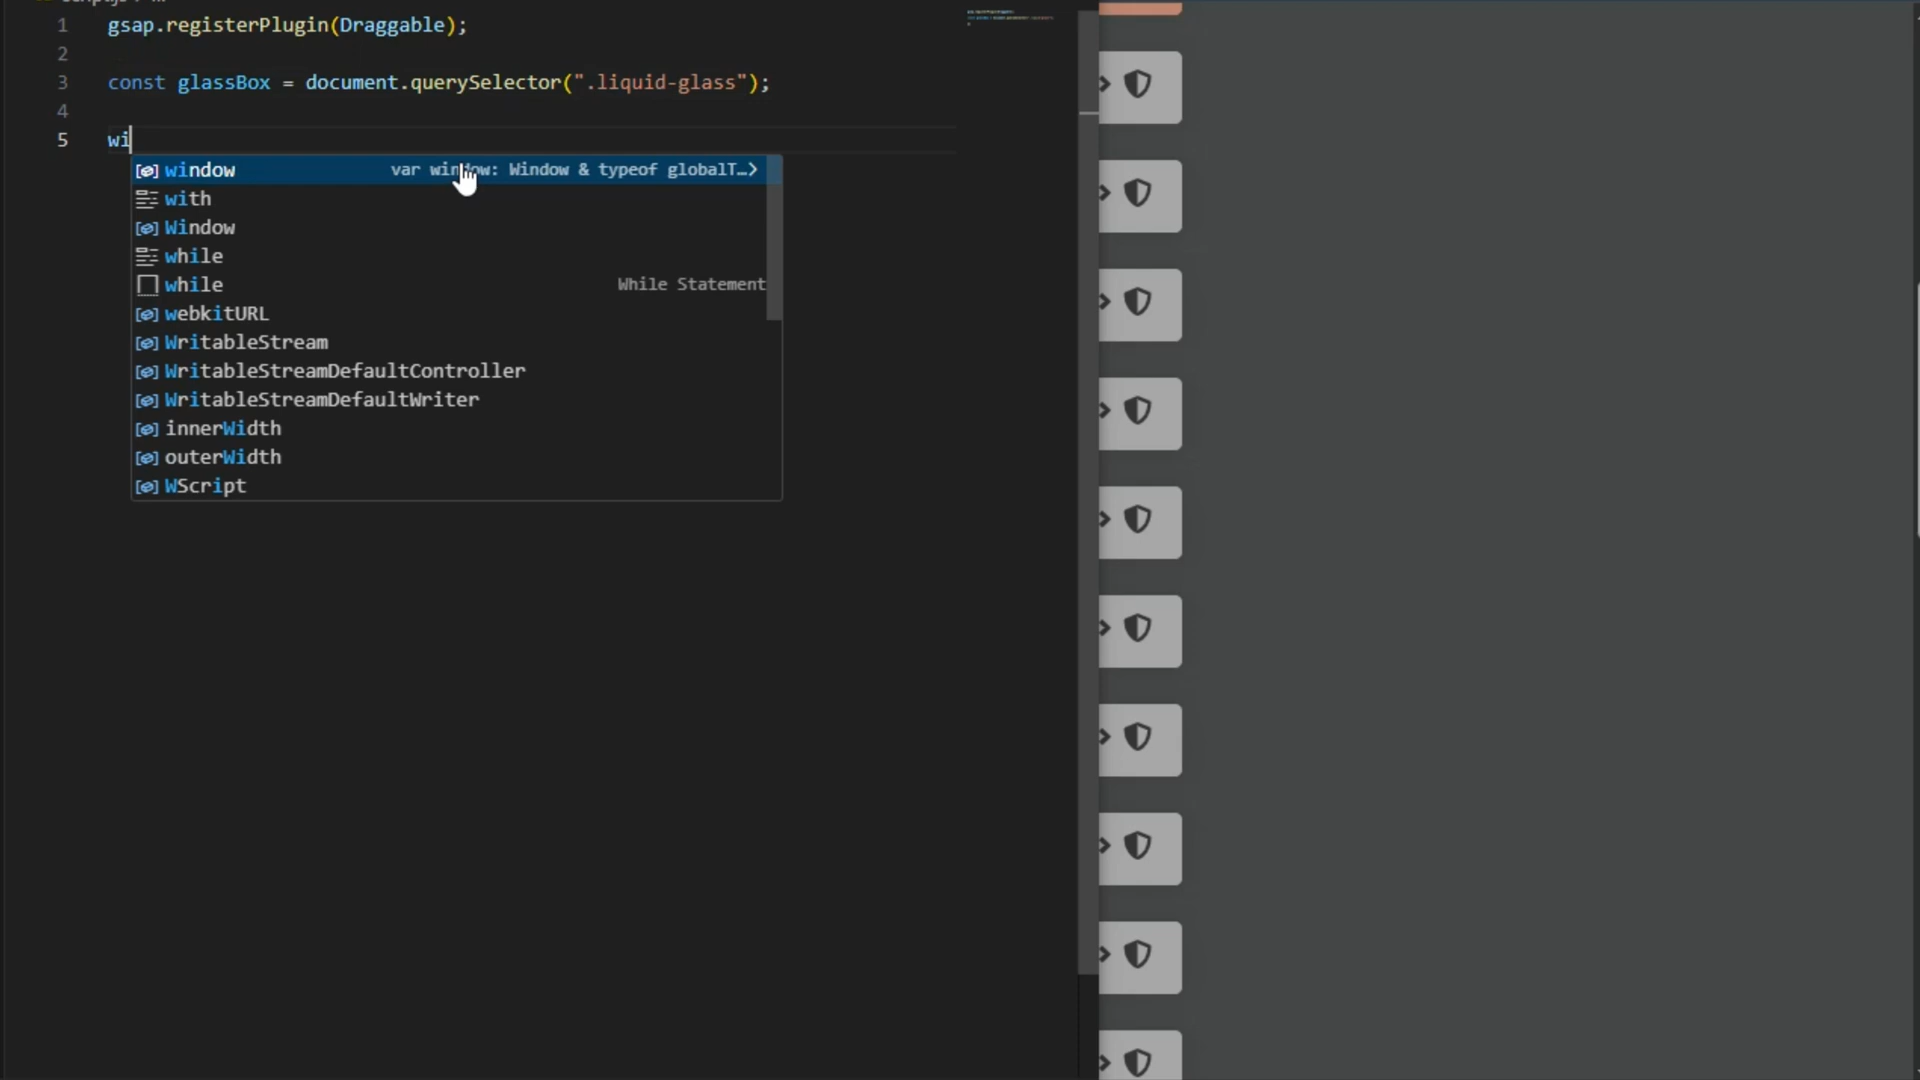 1 gsap.registerPlugin(Draggable);
2
3 const glassBox = document.querySelector(".liquid-glass");
4
5 wi
window var window: Window & typeof globalT…
with
Window
while
while While Statement
webkitURL
WritableStream
WritableStreamDefaultController
WritableStreamDefaultWriter
innerWidth
outerWidth
WScript